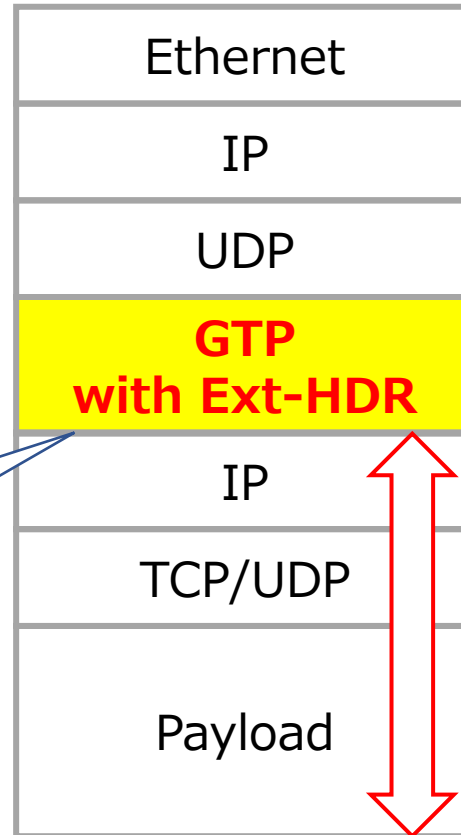 Ethernet
IP
UDP
GTP
with Ext-HDR
IP
TCP/UDP
Payload